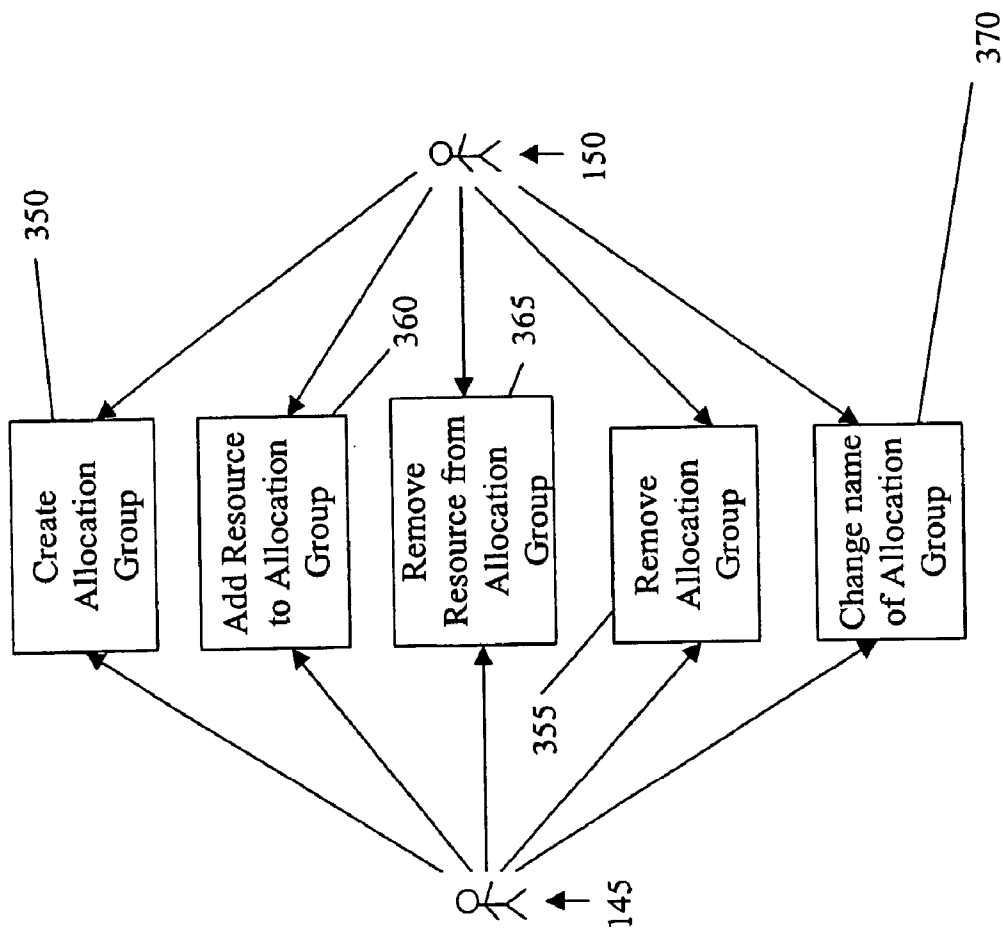 350
Create
Allocation
Group
Add Resource
to Allocation
Group
360
Remove
Resource from
Allocation
Group
365
355
Remove
Allocation
Group
Change name
of Allocation
Group
370
145
150